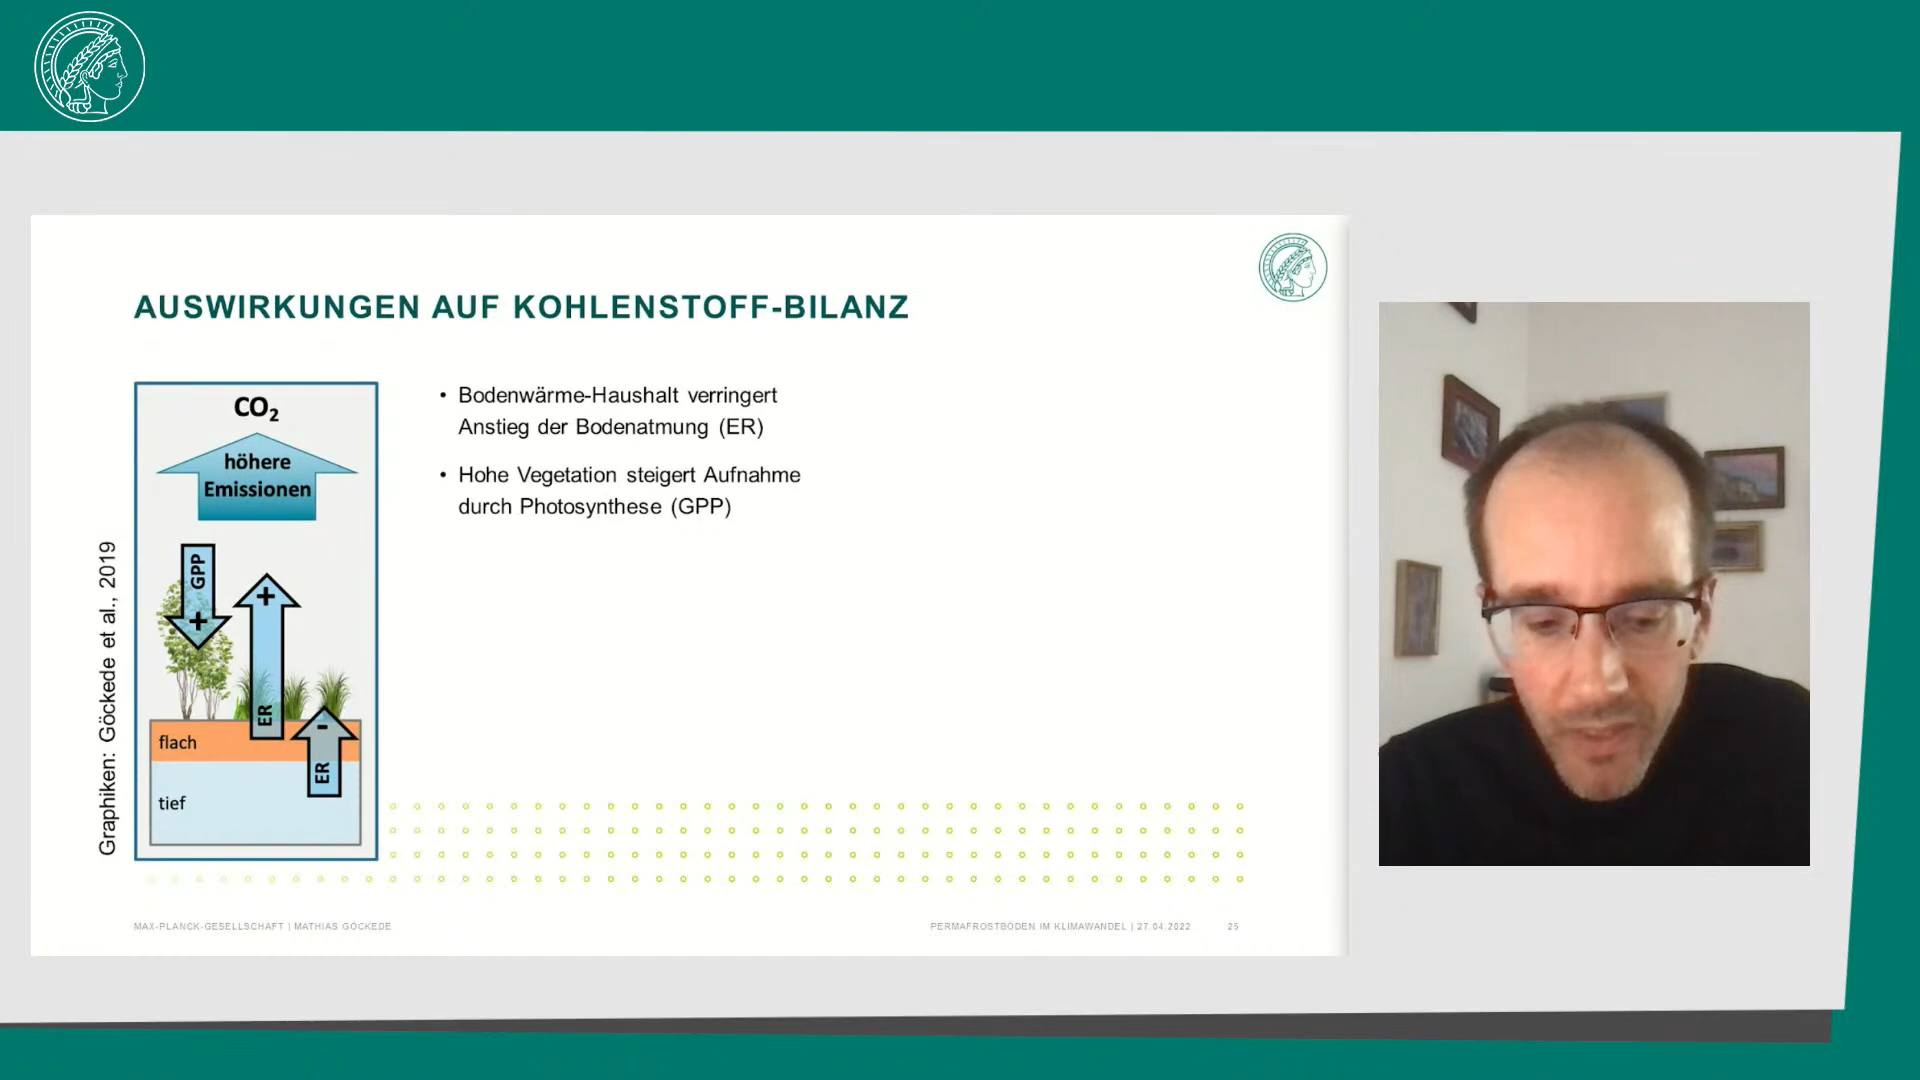 AUSWIRKUNGEN AUF KOHLENSTOFF-BILANZ
CO₂
höhere
Emissionen
GPP
+
+
ER
-
ER
flach
tief
Graphiken: Göckede et al., 2019
• Bodenwärme-Haushalt verringert
Anstieg der Bodenatmung (ER)
• Hohe Vegetation steigert Aufnahme
durch Photosynthese (GPP)
MAX-PLANCK-GESELLSCHAFT | MATHIAS GÖCKEDE
PERMAFROSTBÖDEN IM KLIMAWANDEL | 27.04.2022 25